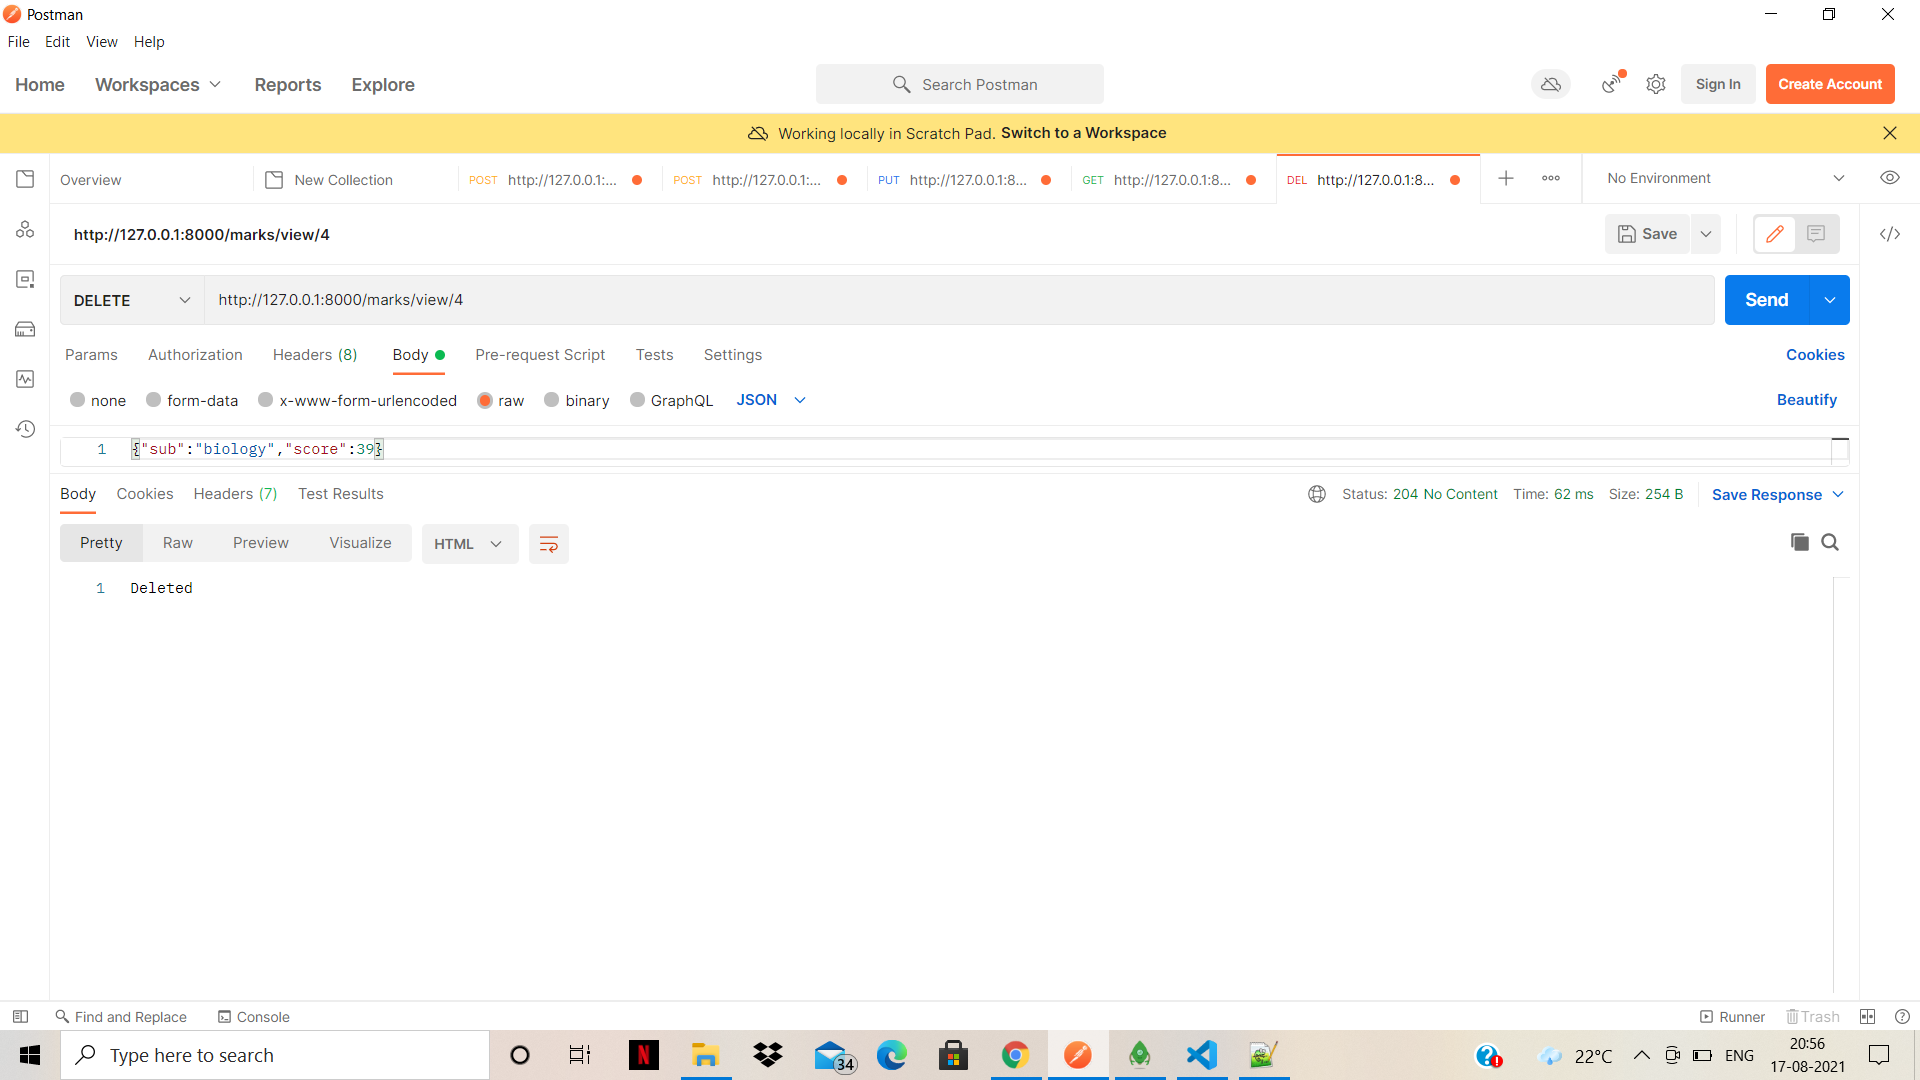 Postman
File Edit View Help
Home Workspaces Reports Explore Search Postman Sign In Create Account
Working locally in Scratch Pad. Switch to a Workspace
Overview New Collection POST http://127.0.0.1:... POST http://127.0.0.1:... PUT http://127.0.0.1:8... GET http://127.0.0.1:8... DEL http://127.0.0.1:8... No Environment
http://127.0.0.1:8000/marks/view/4 Save
DELETE http://127.0.0.1:8000/marks/view/4 Send
Params Authorization Headers (8) Body Pre-request Script Tests Settings Cookies
none form-data x-www-form-urlencoded raw binary GraphQL JSON Beautify
1 {"sub":"biology","score":39}
Body Cookies Headers (7) Test Results Status: 204 No Content Time: 62 ms Size: 254 B Save Response
Pretty Raw Preview Visualize HTML
1 Deleted
Find and Replace Console Runner Trash
Type here to search N 34 22°C ENG 20:56
17-08-2021